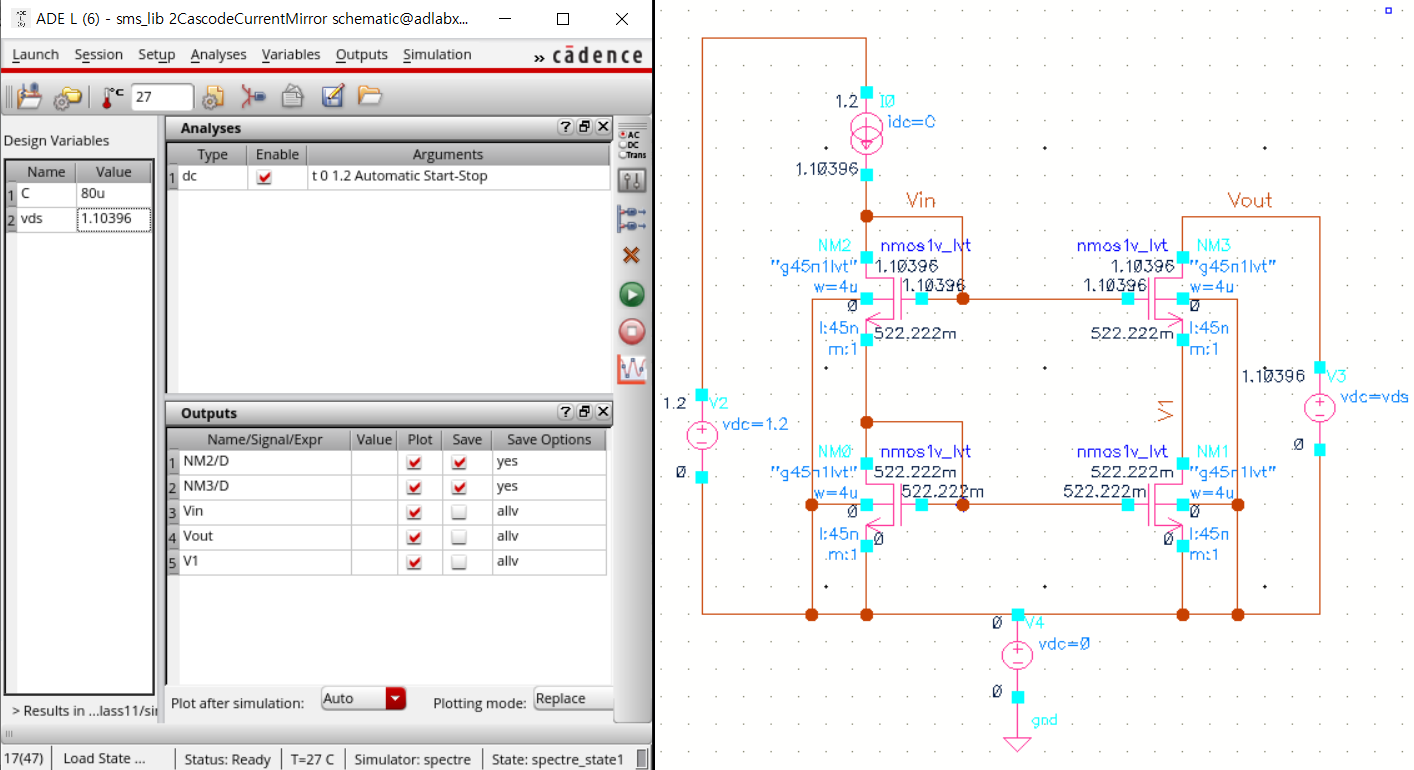 ADE L (6) - sms_lib 2CascodeCurrentMirror schematic@adlabx...
Launch Session Setup Analyses Variables Outputs Simulation » cādence
°C 27
Design Variables
Name Value
1 C 80u
2 vds 1.10396
> Results in ...lass11/sir
Analyses
Type Enable Arguments
1 dc t 0 1.2 Automatic Start-Stop
AC
DC
Trans
Outputs
Name/Signal/Expr Value Plot Save Save Options
1 NM2/D yes
2 NM3/D yes
3 Vin allv
4 Vout allv
5 V1 allv
Plot after simulation: Auto Plotting mode: Replace
17(47) Load State ... Status: Ready T=27 C Simulator: spectre State: spectre_state1
1.2 I0
idc=C
1.10396
Vin Vout
NM2 nmos1v_lvt nmos1v_lvt NM3
"g45n1lvt" 1.10396 1.10396 "g45n1lvt"
w=4u 1.10396 1.10396 w=4u
0 0
l:45n 522.222m 522.222m l:45n
m:1 m:1
1.10396 V3
vdc=vds
0
1.2 V2
vdc=1.2
0
V1
NM0 nmos1v_lvt nmos1v_lvt NM1
"g45n1lvt" 522.222m 522.222m "g45n1lvt"
w=4u 522.222m 522.222m w=4u
0 0
l:45n 0 0 l:45n
m:1 m:1
0 V4
vdc=0
0
gnd